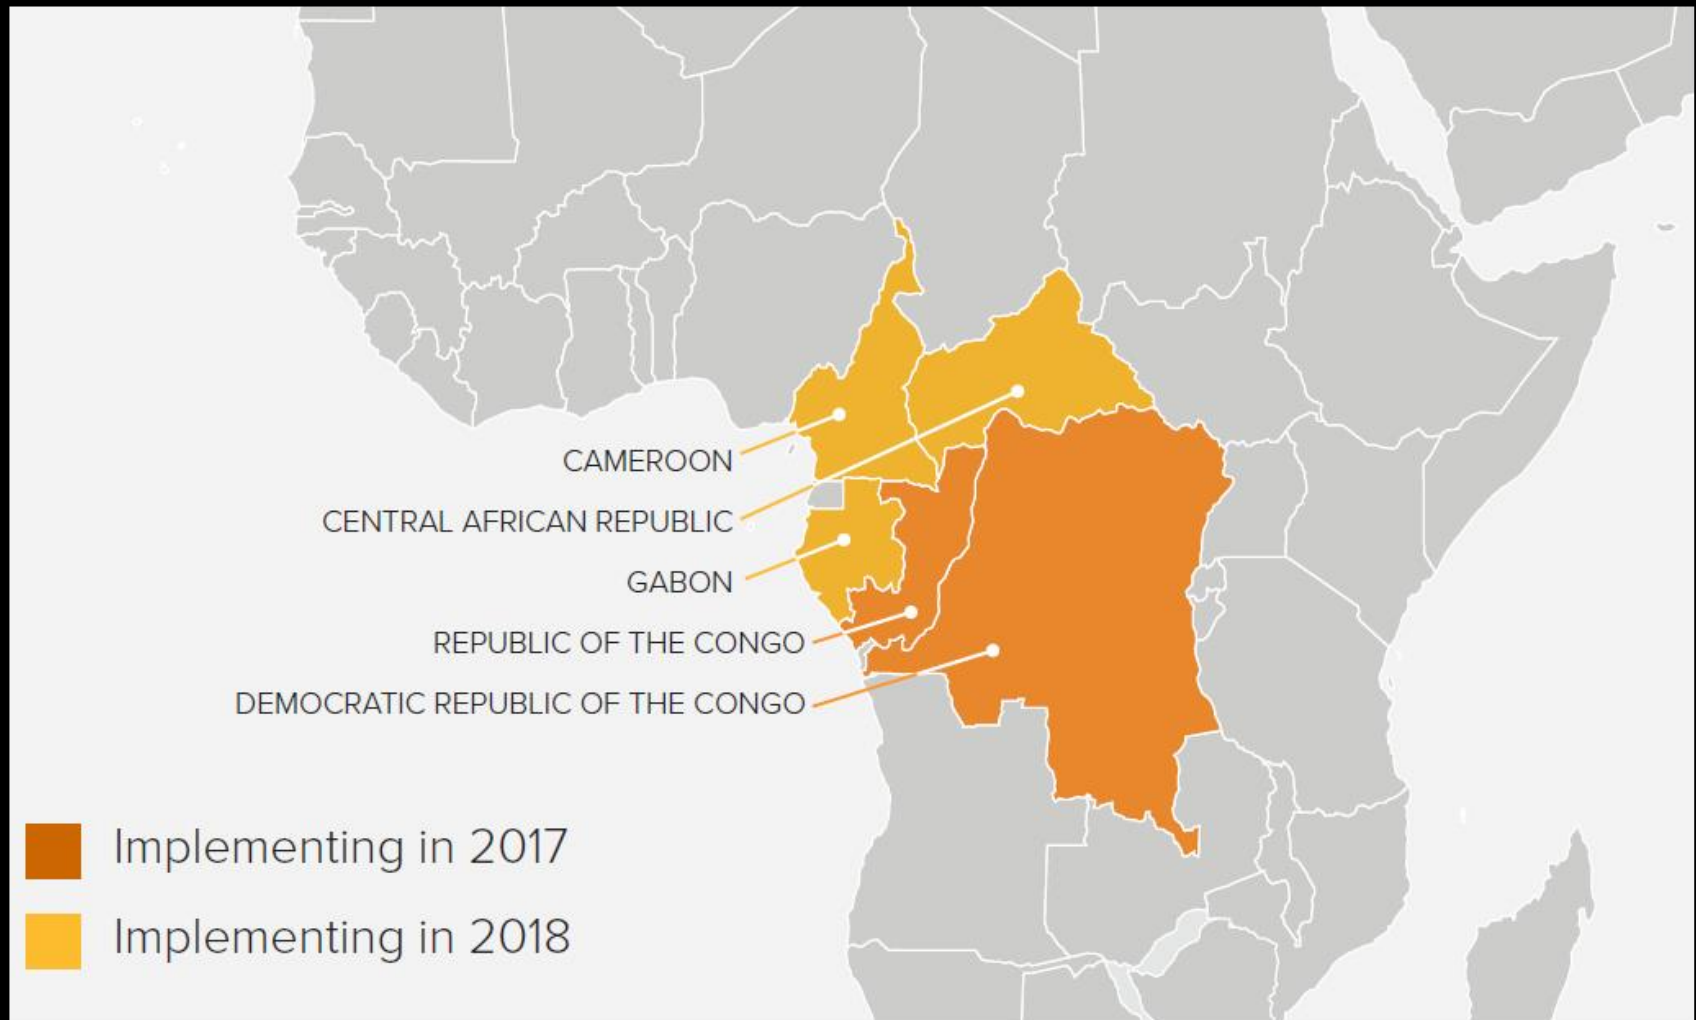 CAMEROON
CENTRAL AFRICAN REPUBLIC
GABON
REPUBLIC OF THE CONGO
DEMOCRATIC REPUBLIC OF THE CONGO
Implementing in 2017
Implementing in 2018